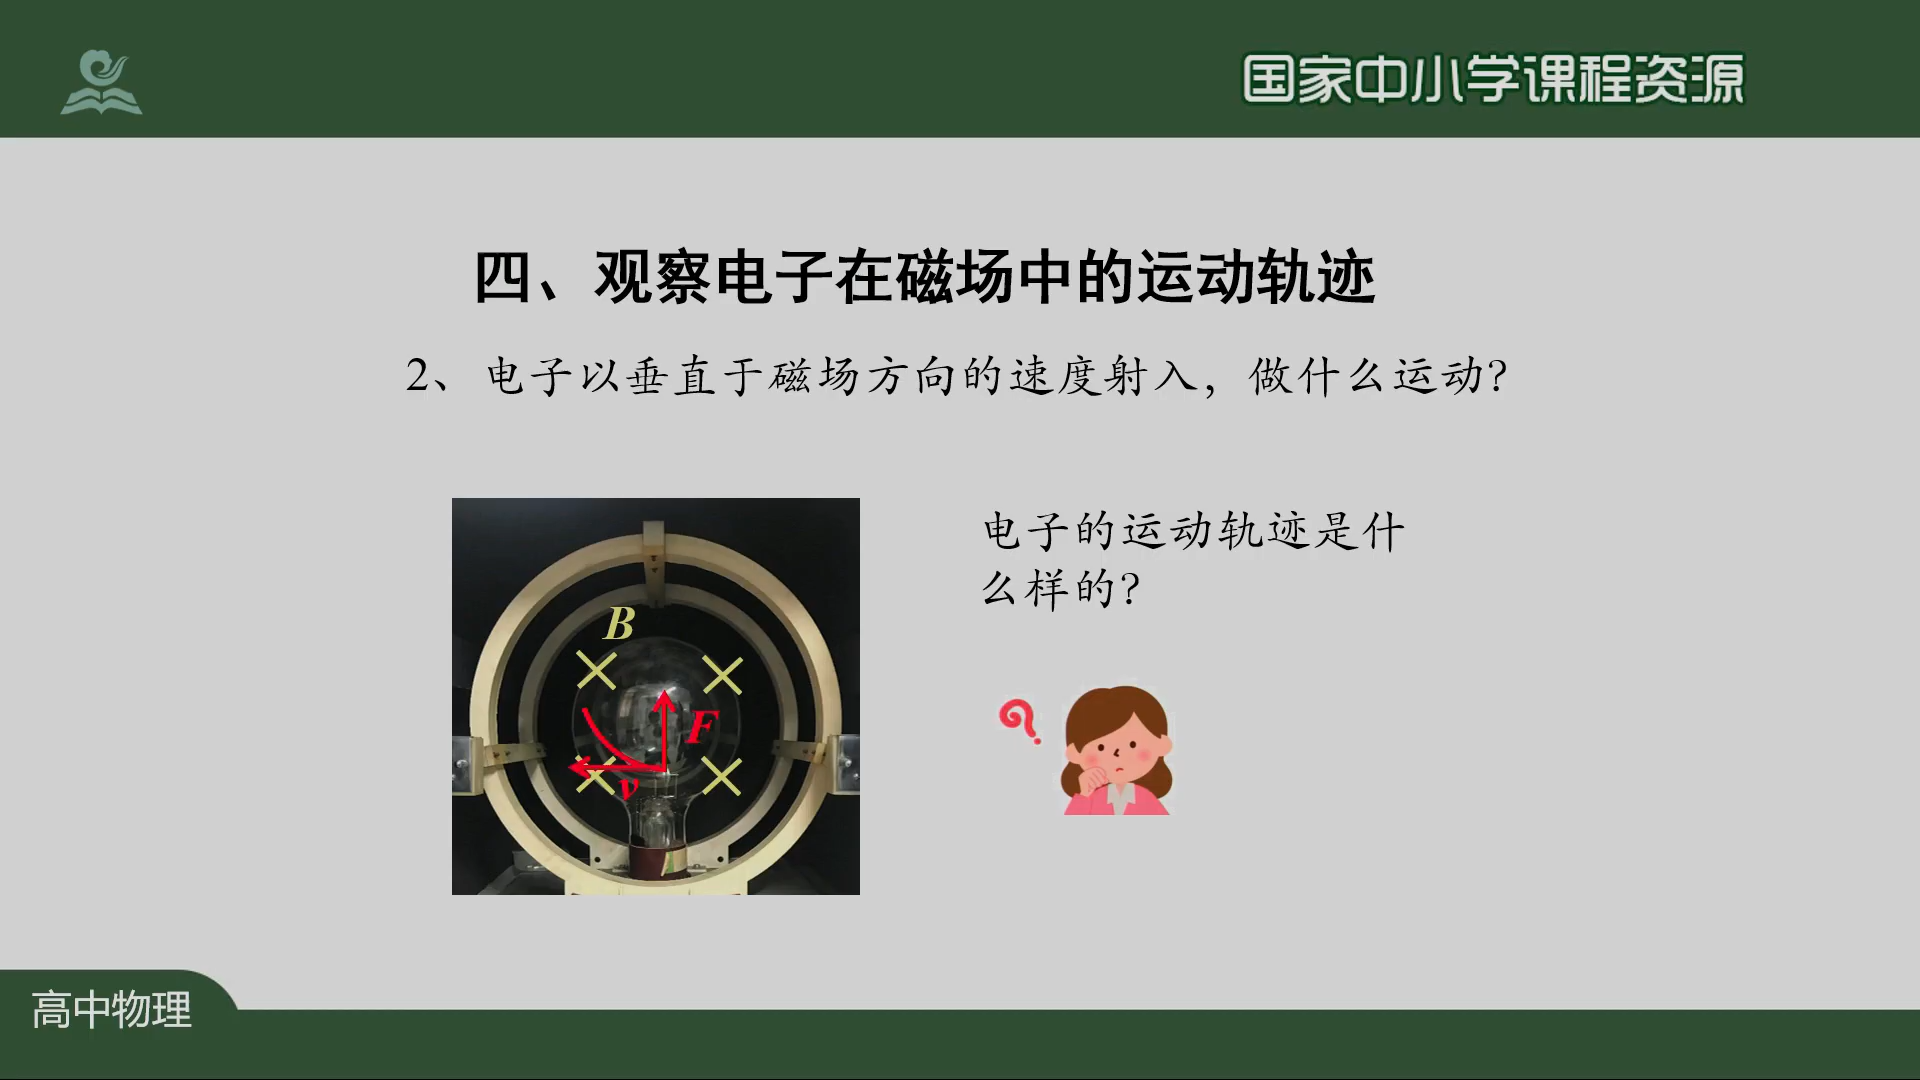 国家中小学课程资源
四、观察电子在磁场中的运动轨迹
2、电子以垂直于磁场方向的速度射入，做什么运动?
电子的运动轨迹是什
么样的?
B
F
v
高中物理